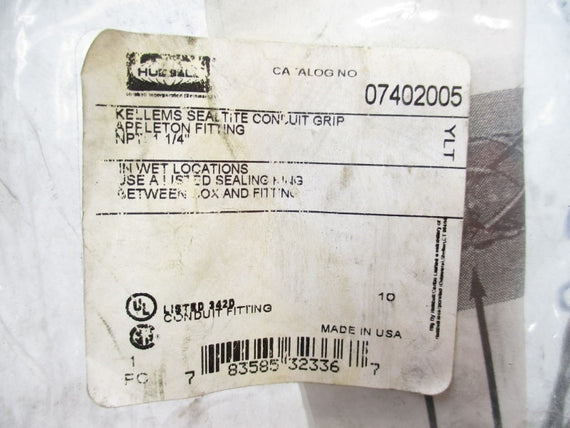 HUBBELL
CATALOG NO
07402005
KELLEMS SEALTITE CONDUIT GRIP
APPLETON FITTING
NPT- 1 1/4"
YLT
IN WET LOCATIONS
USE A LISTED SEALING RING
BETWEEN BOX AND FITTING
UL
LISTED 342D
CONDUIT FITTING
10
MADE IN USA
1
PC
7 83585 32336 7